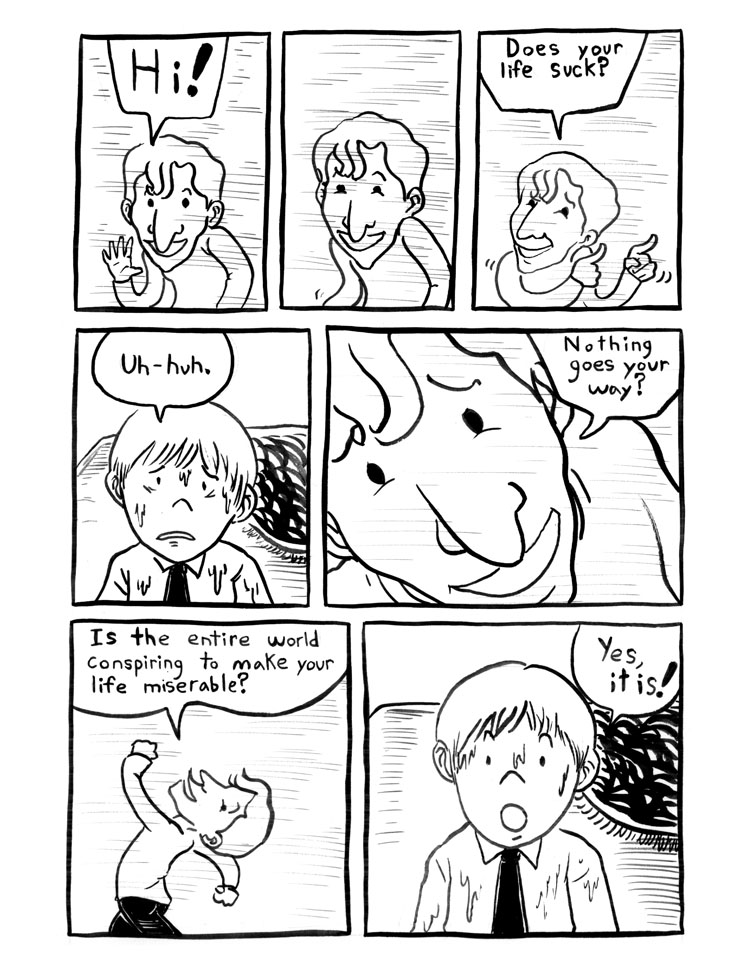 Hi!
Does your
life suck?
Uh-huh.
Nothing
goes your
way?
Is the entire world
conspiring to make your
life miserable?
Yes,
it is!